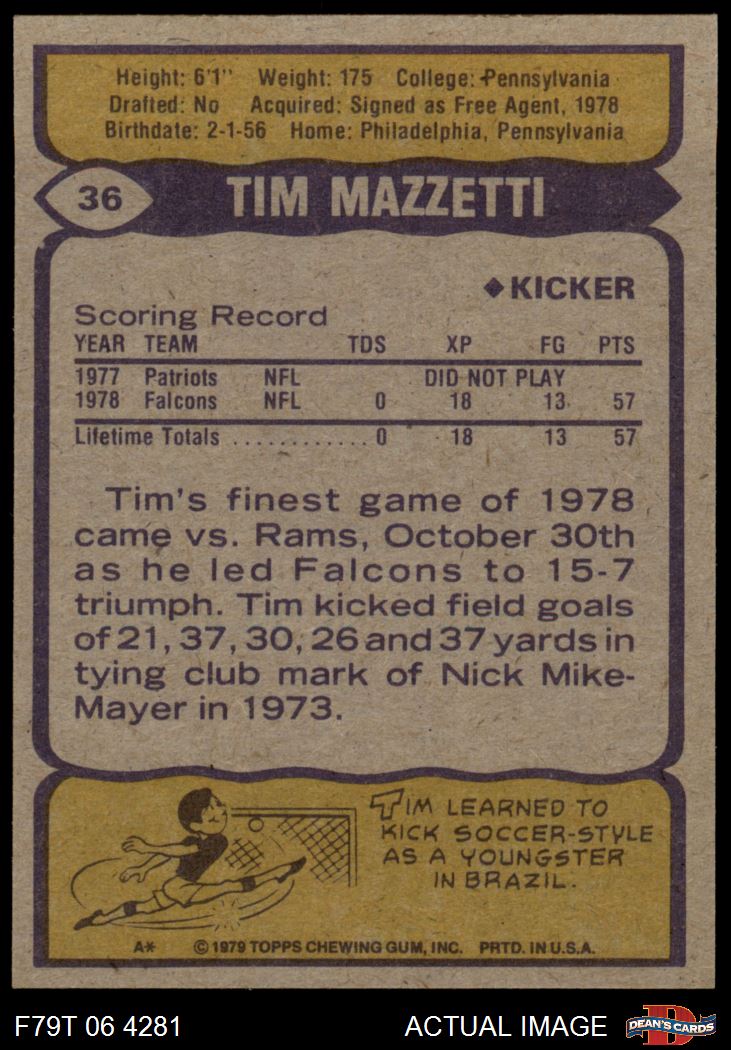 Height: 6'1" Weight: 175 College: Pennsylvania
Drafted: No Acquired: Signed as Free Agent, 1978
Birthdate: 2-1-56 Home: Philadelphia, Pennsylvania
36 TIM MAZZETTI
◆KICKER
Scoring Record
YEAR TEAM TDS XP FG PTS
1977 Patriots NFL DID NOT PLAY
1978 Falcons NFL 0 18 13 57
Lifetime Totals ............ 0 18 13 57
Tim's finest game of 1978
came vs. Rams, October 30th
as he led Falcons to 15-7
triumph. Tim kicked field goals
of 21, 37, 30, 26 and 37 yards in
tying club mark of Nick Mike-
Mayer in 1973.
TIM LEARNED TO
KICK SOCCER-STYLE
AS A YOUNGSTER
IN BRAZIL.
A* © 1979 TOPPS CHEWING GUM, INC. PRTD. IN U.S.A.
F79T 06 4281 ACTUAL IMAGE D DEAN'S CARDS